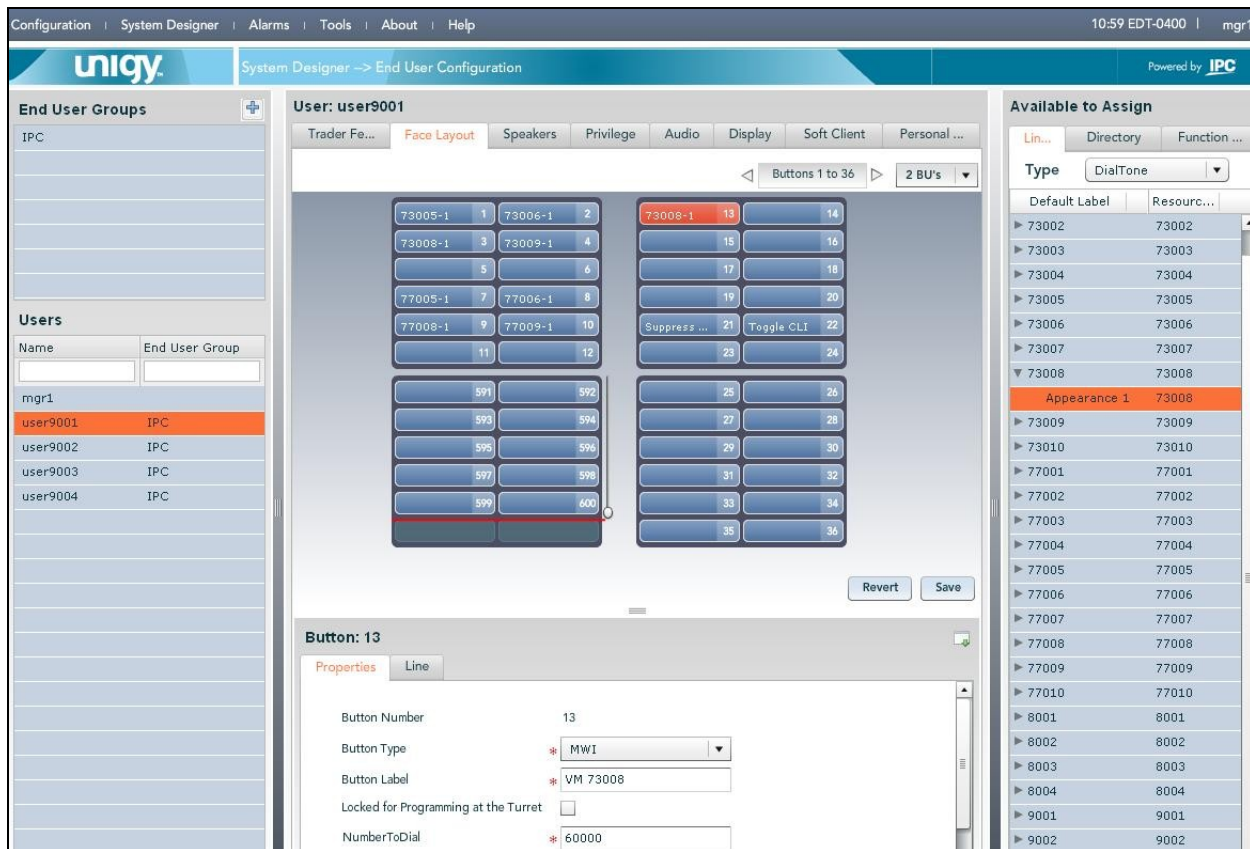 Configuration | System Designer | Alarms | Tools | About | Help 10:59 EDT-0400 | mgr1
unigy System Designer --> End User Configuration Powered by IPC
End User Groups
IPC
Users
Name End User Group
mgr1
user9001 IPC
user9002 IPC
user9003 IPC
user9004 IPC
User: user9001
Trader Fe... Face Layout Speakers Privilege Audio Display Soft Client Personal ...
Buttons 1 to 36 2 BU's
73005-1 1 73006-1 2
73008-1 3 73009-1 4
5 6
77005-1 7 77006-1 8
77008-1 9 77009-1 10
11 12
591 592
593 594
595 596
597 598
599 600
73008-1 13 14
15 16
17 18
19 20
Suppress ... 21 Toggle CLI 22
23 24
25 26
27 28
29 30
31 32
33 34
35 36
Revert Save
Button: 13
Properties Line
Button Number 13
Button Type * MWI
Button Label * VM 73008
Locked for Programming at the Turret
NumberToDial * 60000
Available to Assign
Lin... Directory Function ...
Type DialTone
Default Label Resourc...
73002 73002
73003 73003
73004 73004
73005 73005
73006 73006
73007 73007
73008 73008
Appearance 1 73008
73009 73009
73010 73010
77001 77001
77002 77002
77003 77003
77004 77004
77005 77005
77006 77006
77007 77007
77008 77008
77009 77009
77010 77010
8001 8001
8002 8002
8003 8003
8004 8004
9001 9001
9002 9002